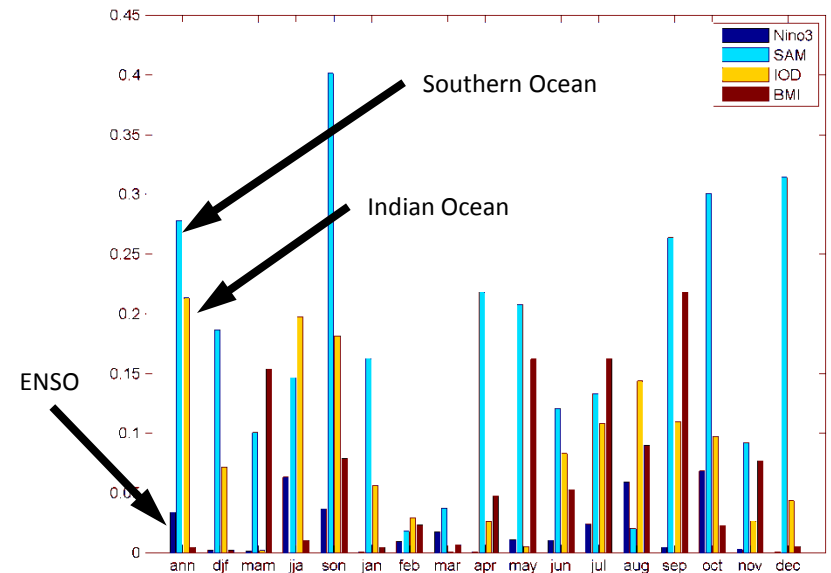 0.45
0.4
0.35
0.3
0.25
0.2
0.15
0.1
0.05
0
Nino3
SAM
IOD
BMI
Southern Ocean
Indian Ocean
ENSO
ann djf mam jja son jan feb mar apr may jun jul aug sep oct nov dec